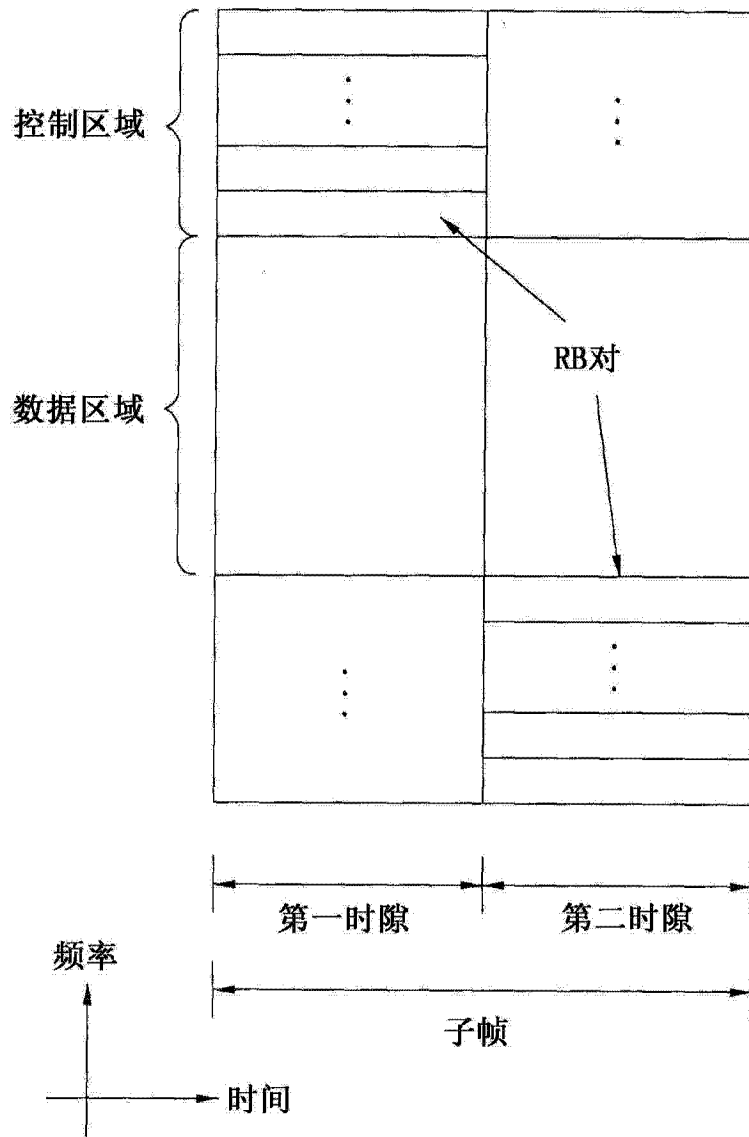 控制区域
RB对
数据区域
第一时隙
第二时隙
频率
子帧
时间